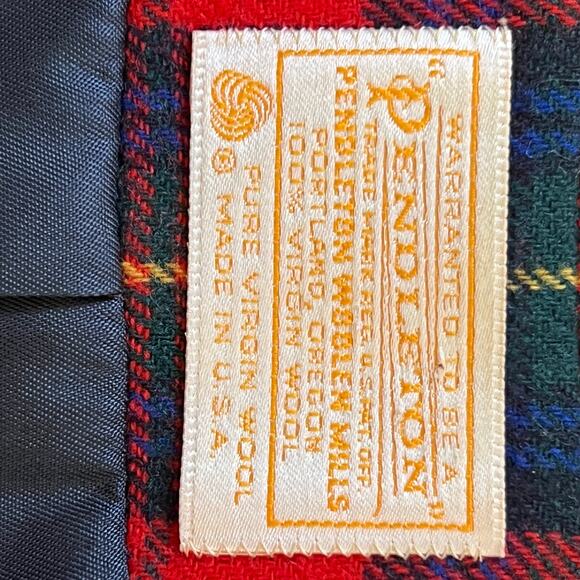 WARRANTED TO BE A
"PENDLETON"
TRADE MARK REG. U.S. PAT. OFF.
PENDLETON WOOLEN MILLS
PORTLAND, OREGON
100% VIRGIN WOOL
PURE VIRGIN WOOL
® MADE IN U.S.A.